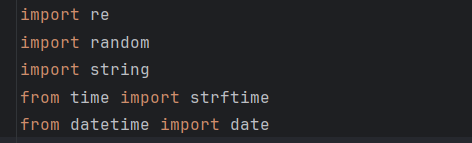 import re
import random
import string
from time import strftime
from datetime import date